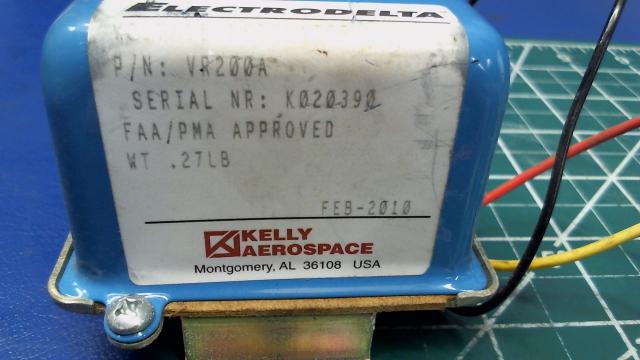 ELECTRODELTA
P/N: VR200A
SERIAL NR: K020390
FAA/PMA APPROVED
WT .27LB
FEB-2010
KELLY
AEROSPACE
Montgomery, AL 36108 USA